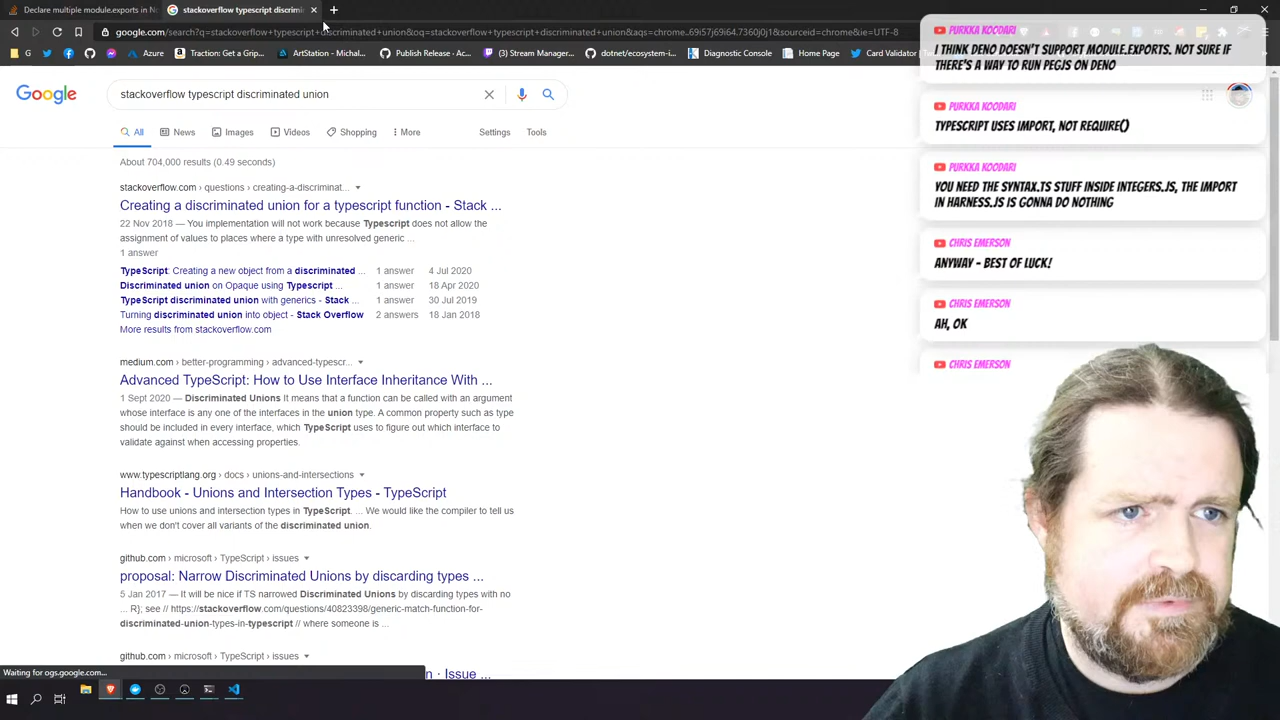 Declare multiple module.exports in N
stackoverflow typescript discrimi
google.com/search?q=stackoverflow+typescript+discriminated+union&oq=stackoverflow+typescript+discriminated+union&aqs=chrome..69i57j69i64.7360j0j1&sourceid=chrome&ie=UTF-8
G
Azure
Traction: Get a Grip...
ArtStation - Michal...
Publish Release · Ac...
(3) Stream Manager...
dotnet/ecosystem-i...
Diagnostic Console
Home Page
Card Validator |
Google
stackoverflow typescript discriminated union
All
News
Images
Videos
Shopping
More
Settings
Tools
About 704,000 results (0.49 seconds)
stackoverflow.com › questions › creating-a-discriminat...
Creating a discriminated union for a typescript function - Stack ...
22 Nov 2018 — You implementation will not work because Typescript does not allow the
assignment of values to places where a type with unresolved generic ...
1 answer
TypeScript: Creating a new object from a discriminated ... 1 answer 4 Jul 2020
Discriminated union on Opaque using Typescript ... 1 answer 18 Apr 2020
TypeScript discriminated union with generics - Stack ... 1 answer 30 Jul 2019
Turning discriminated union into object - Stack Overflow 2 answers 18 Jan 2018
More results from stackoverflow.com
medium.com › better-programming › advanced-typescr...
Advanced TypeScript: How to Use Interface Inheritance With ...
1 Sept 2020 — Discriminated Unions It means that a function can be called with an argument
whose interface is any one of the interfaces in the union type. A common property such as type
should be included in every interface, which TypeScript uses to figure out which interface to
validate against when accessing properties.
www.typescriptlang.org › docs › unions-and-intersections
Handbook - Unions and Intersection Types - TypeScript
How to use unions and intersection types in TypeScript. ... We would like the compiler to tell us
when we don't cover all variants of the discriminated union.
github.com › microsoft › TypeScript › issues
proposal: Narrow Discriminated Unions by discarding types ...
5 Jan 2017 — It will be nice if TS narrowed Discriminated Unions by discarding types with no
... R}; see // https://stackoverflow.com/questions/40823398/generic-match-function-for-
discriminated-union-types-in-typescript // where someone is ...
github.com › microsoft › TypeScript › issues
n · Issue ...
Waiting for ogs.google.com...
PURKKA KOODARI
I THINK DENO DOESN'T SUPPORT MODULE.EXPORTS. NOT SURE IF
THERE'S A WAY TO RUN PEGJS ON DENO
PURKKA KOODARI
TYPESCRIPT USES IMPORT, NOT REQUIRE()
PURKKA KOODARI
YOU NEED THE SYNTAX.TS STUFF INSIDE INTEGERS.JS, THE IMPORT
IN HARNESS.JS IS GONNA DO NOTHING
CHRIS EMERSON
ANYWAY - BEST OF LUCK!
CHRIS EMERSON
AH, OK
CHRIS EMERSON